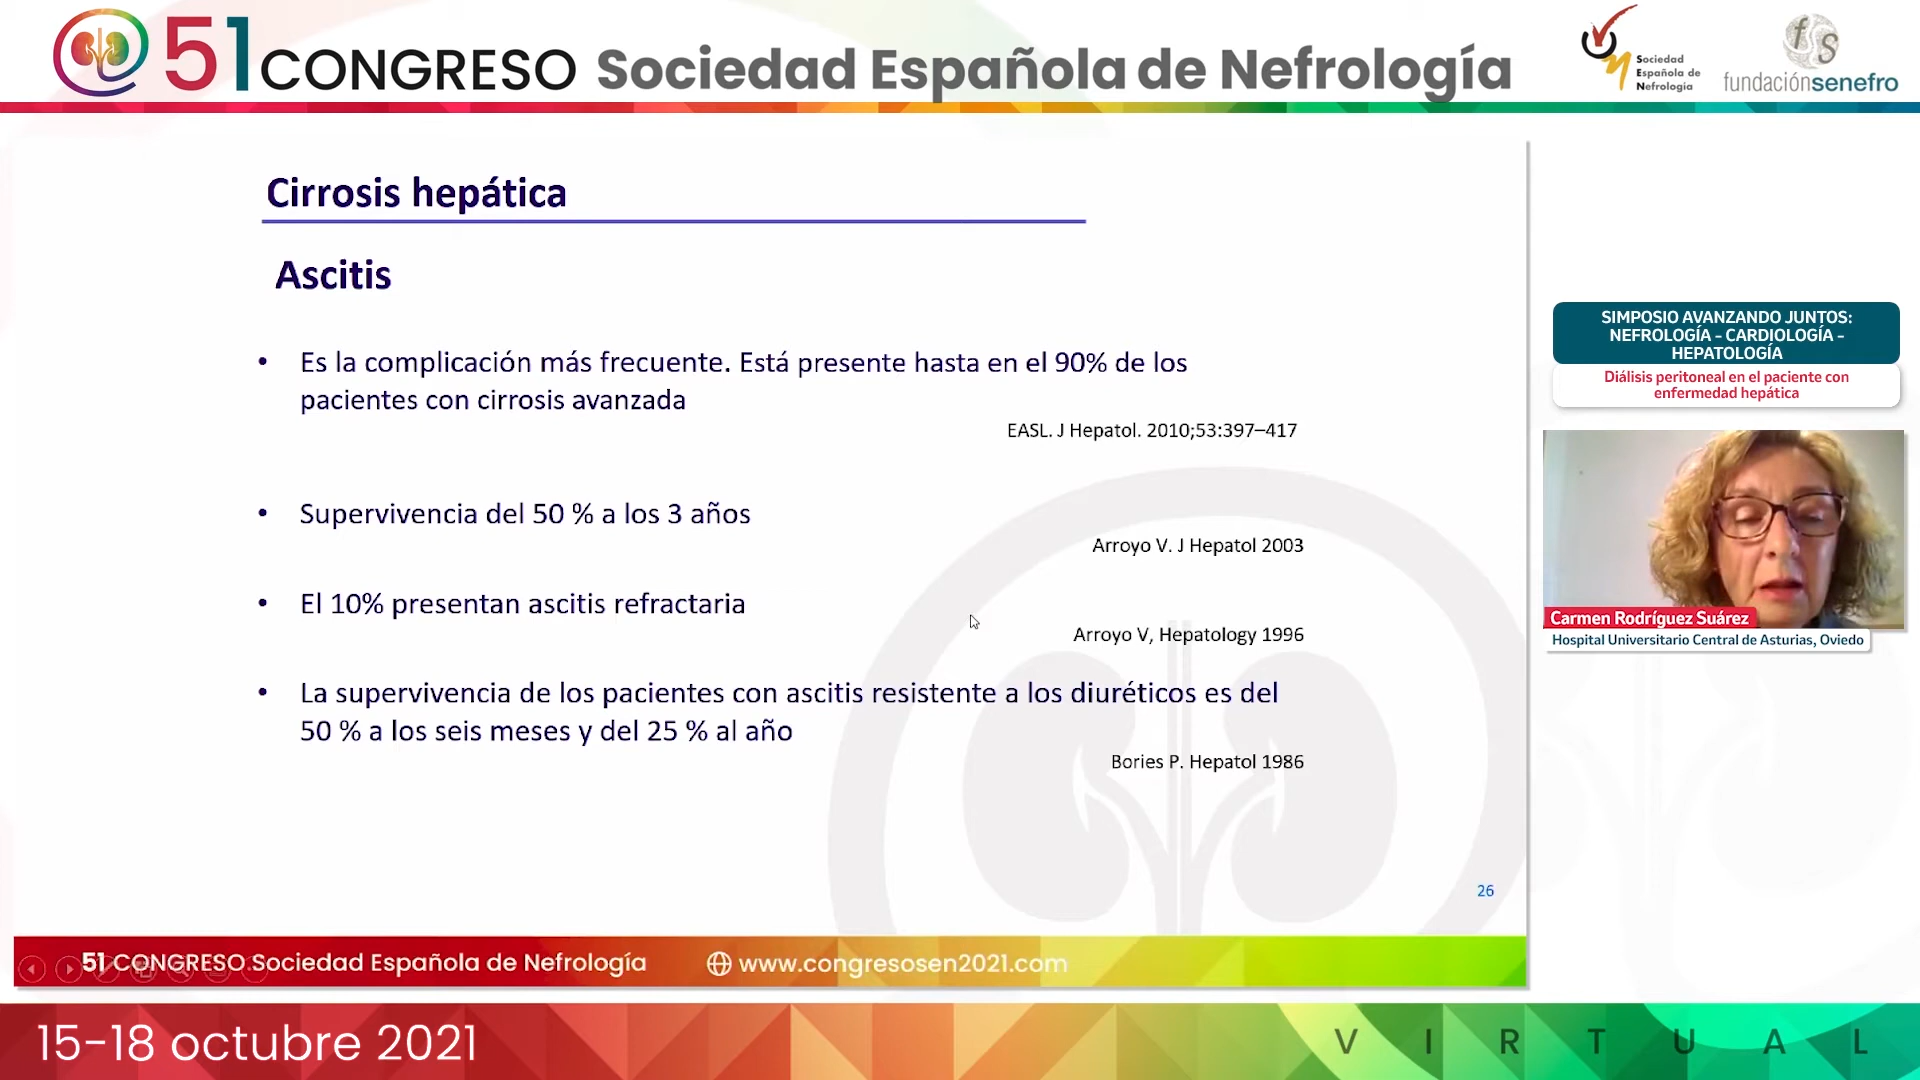 51 CONGRESO Sociedad Española de Nefrología
Sociedad
Española de
Nefrología
fS
fundaciónsenefro
Cirrosis hepática
Ascitis
• Es la complicación más frecuente. Está presente hasta en el 90% de los
pacientes con cirrosis avanzada
EASL. J Hepatol. 2010;53:397–417
• Supervivencia del 50 % a los 3 años
Arroyo V. J Hepatol 2003
• El 10% presentan ascitis refractaria
Arroyo V, Hepatology 1996
• La supervivencia de los pacientes con ascitis resistente a los diuréticos es del
50 % a los seis meses y del 25 % al año
Bories P. Hepatol 1986
26
51 CONGRESO Sociedad Española de Nefrología
www.congresosen2021.com
SIMPOSIO AVANZANDO JUNTOS:
NEFROLOGÍA - CARDIOLOGÍA -
HEPATOLOGÍA
Diálisis peritoneal en el paciente con
enfermedad hepática
Carmen Rodríguez Suárez
Hospital Universitario Central de Asturias, Oviedo
15-18 octubre 2021
VIRTUAL